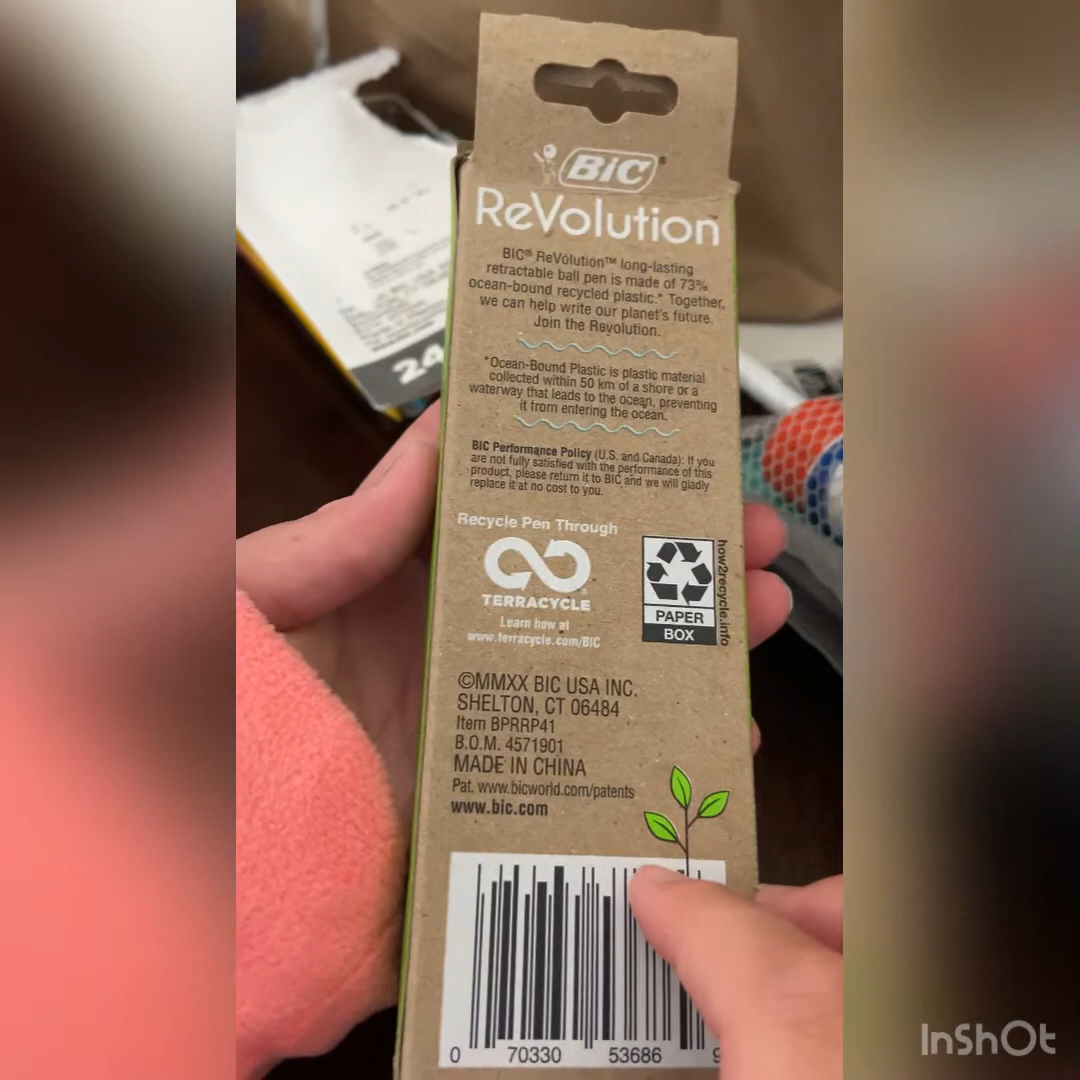 BiC®
ReVolution™
BIC® ReVolution™ long-lasting
retractable ball pen is made of 73%
ocean-bound recycled plastic.* Together,
we can help write our planet's future.
Join the Revolution.
*Ocean-Bound Plastic is plastic material
collected within 50 km of a shore or a
waterway that leads to the ocean, preventing
it from entering the ocean.
BIC Performance Policy (U.S. and Canada): If you
are not fully satisfied with the performance of this
product, please return it to BIC and we will gladly
replace it at no cost to you.
Recycle Pen Through
TERRACYCLE
Learn how at
www.terracycle.com/BIC
PAPER
BOX
how2recycle.info
©MMXX BIC USA INC.
SHELTON, CT 06484
Item BPRRP41
B.O.M. 4571901
MADE IN CHINA
Pat. www.bicworld.com/patents
www.bic.com
0 70330 53686 9
24
InShOt